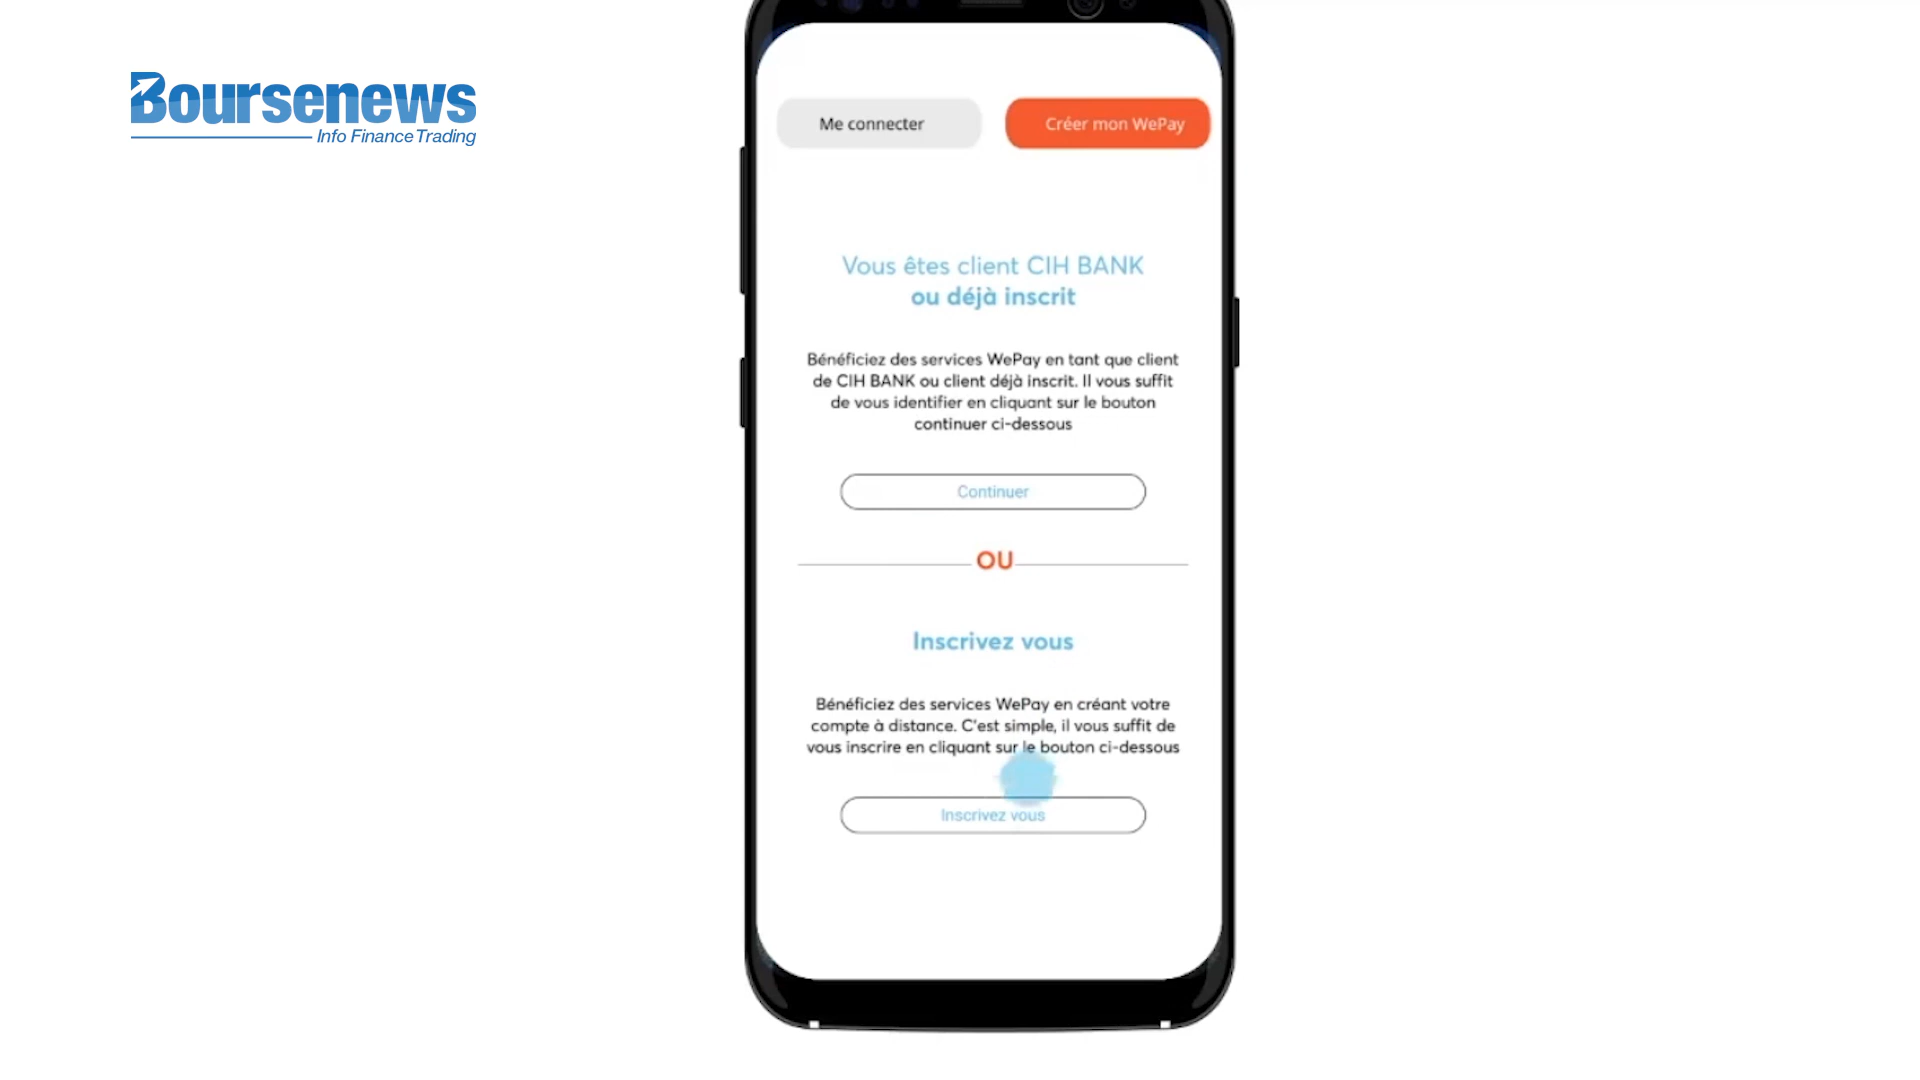 Boursenews
Info Finance Trading
Me connecter
Créer mon WePay
Vous êtes client CIH BANK
ou déjà inscrit
Bénéficiez des services WePay en tant que client
de CIH BANK ou client déjà inscrit. Il vous suffit
de vous identifier en cliquant sur le bouton
continuer ci-dessous
Continuer
OU
Inscrivez vous
Bénéficiez des services WePay en créant votre
compte à distance. C'est simple, il vous suffit de
vous inscrire en cliquant sur le bouton ci-dessous
Inscrivez vous